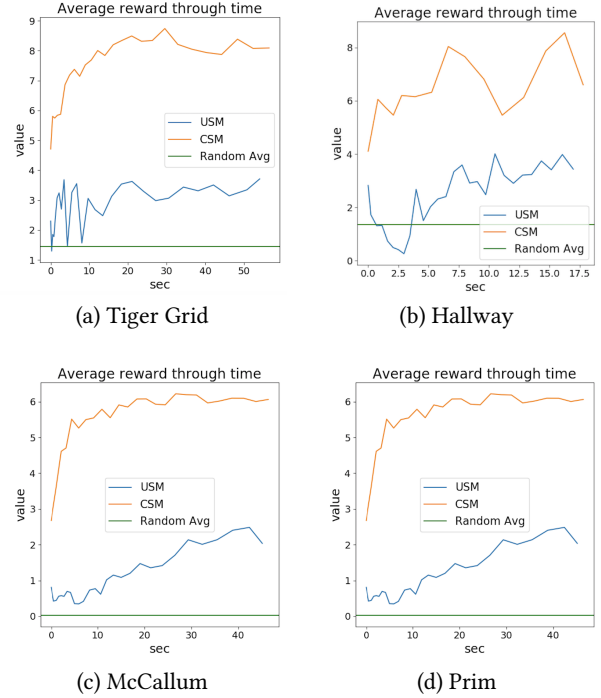 Average reward through time
9
8
7
6
5
4
3
2
1
value
USM
CSM
Random Avg
0 10 20 30 40 50
sec
(a) Tiger Grid
Average reward through time
8
6
4
2
0
value
USM
CSM
Random Avg
0.0 2.5 5.0 7.5 10.0 12.5 15.0 17.5
sec
(b) Hallway
Average reward through time
6
5
4
3
2
1
0
value
USM
CSM
Random Avg
0 10 20 30 40
sec
(c) McCallum
Average reward through time
6
5
4
3
2
1
0
value
USM
CSM
Random Avg
0 10 20 30 40
sec
(d) Prim